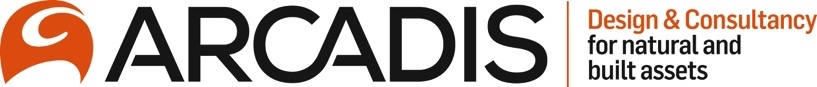 ARCADIS
Design & Consultancy
for natural and
built assets